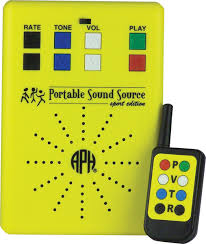 RATE TONE VOL PLAY
Portable Sound Source
sport edition
APH
P
V
T
R